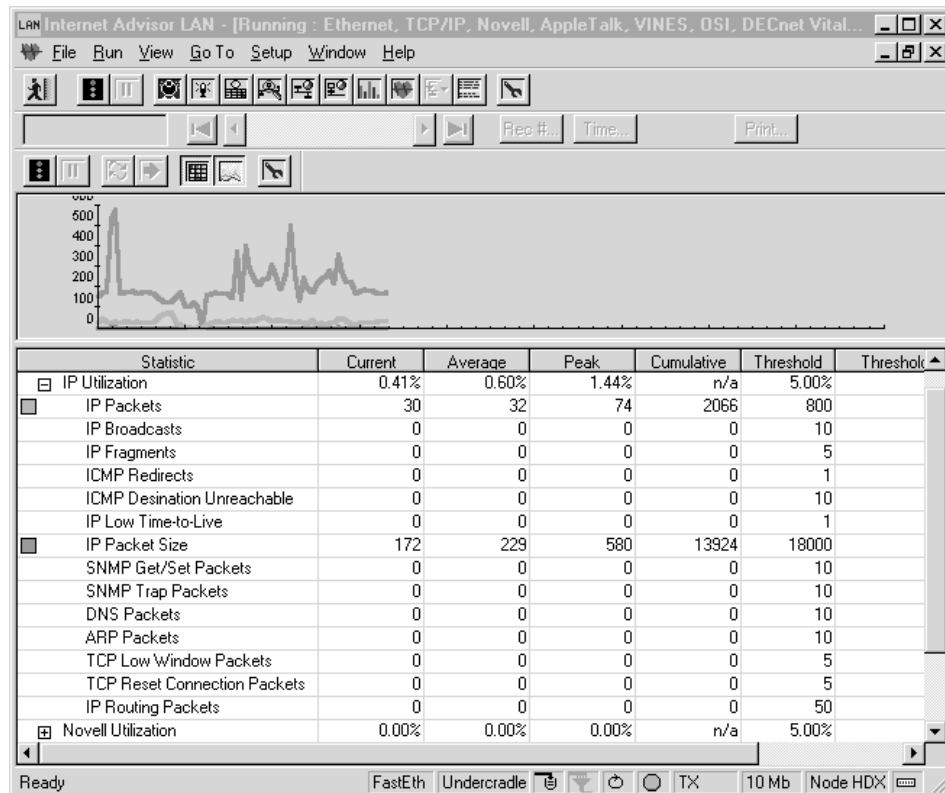 LAN Internet Advisor LAN - [Running : Ethernet, TCP/IP, Novell, AppleTalk, VINES, OSI, DECnet Vital...
File Run View Go To Setup Window Help
Rec #... Time... Print...
600
500
400
300
200
100
0
Statistic Current Average Peak Cumulative Threshold Threshold
IP Utilization 0.41% 0.60% 1.44% n/a 5.00%
IP Packets 30 32 74 2066 800
IP Broadcasts 0 0 0 0 10
IP Fragments 0 0 0 0 5
ICMP Redirects 0 0 0 0 1
ICMP Desination Unreachable 0 0 0 0 10
IP Low Time-to-Live 0 0 0 0 1
IP Packet Size 172 229 580 13924 18000
SNMP Get/Set Packets 0 0 0 0 10
SNMP Trap Packets 0 0 0 0 10
DNS Packets 0 0 0 0 10
ARP Packets 0 0 0 0 10
TCP Low Window Packets 0 0 0 0 5
TCP Reset Connection Packets 0 0 0 0 5
IP Routing Packets 0 0 0 0 50
Novell Utilization 0.00% 0.00% 0.00% n/a 5.00%
Ready FastEth Undercradle TX 10 Mb Node HDX